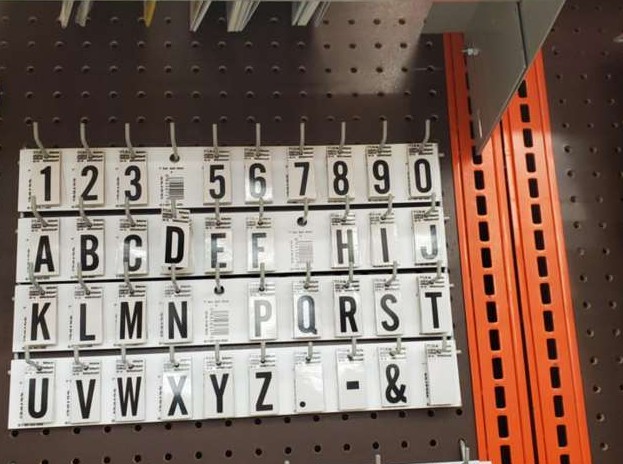 1 2 3 5 6 7 8 9 0
A B C D E F H I J
K L M N P Q R S T
U V W X Y Z . - &